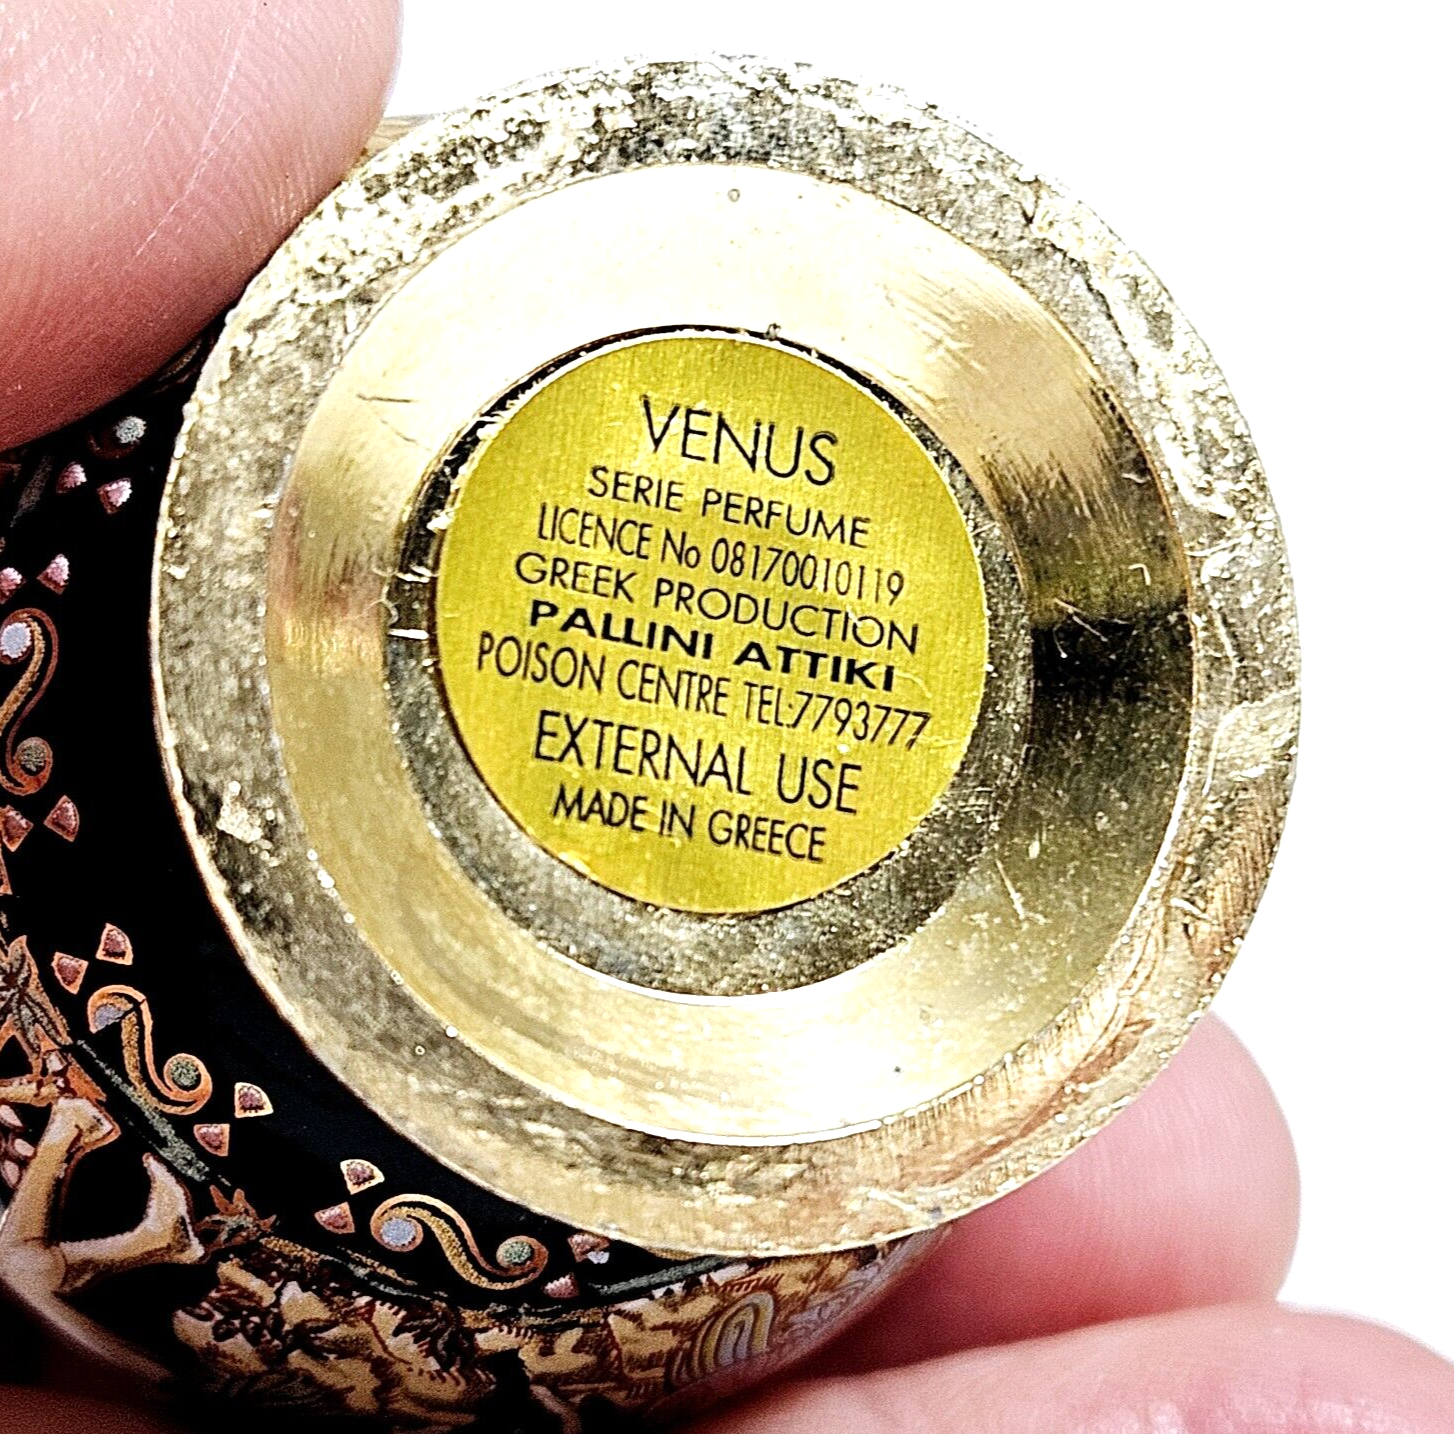 VENUS
SERIE PERFUME
LICENCE No 08170010119
GREEK PRODUCTION
PALLINI ATTIKI
POISON CENTRE TEL:7793777
EXTERNAL USE
MADE IN GREECE